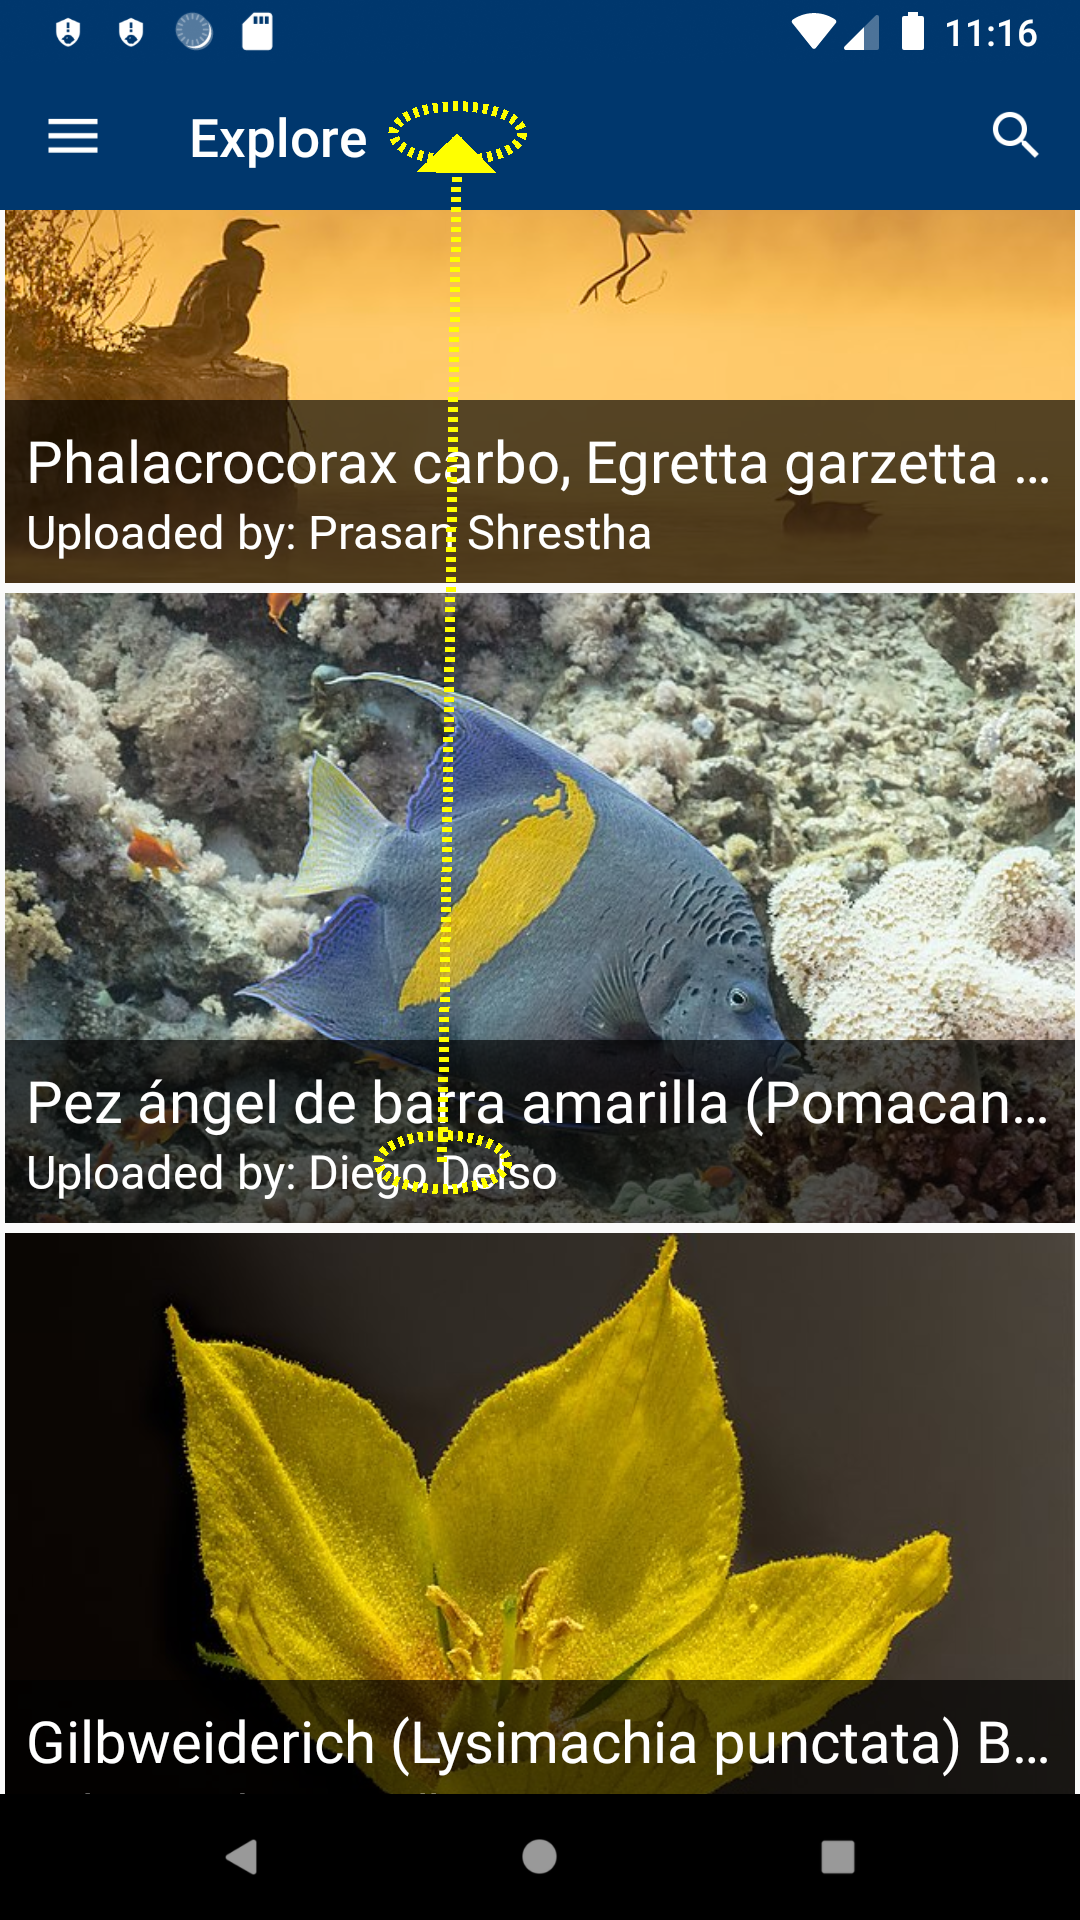 11:16
Explore
Phalacrocorax carbo, Egretta garzetta ...
Uploaded by: Prasan Shrestha
Pez ángel de barra amarilla (Pomacan...
Uploaded by: Diego Delso
Gilbweiderich (Lysimachia punctata) B...